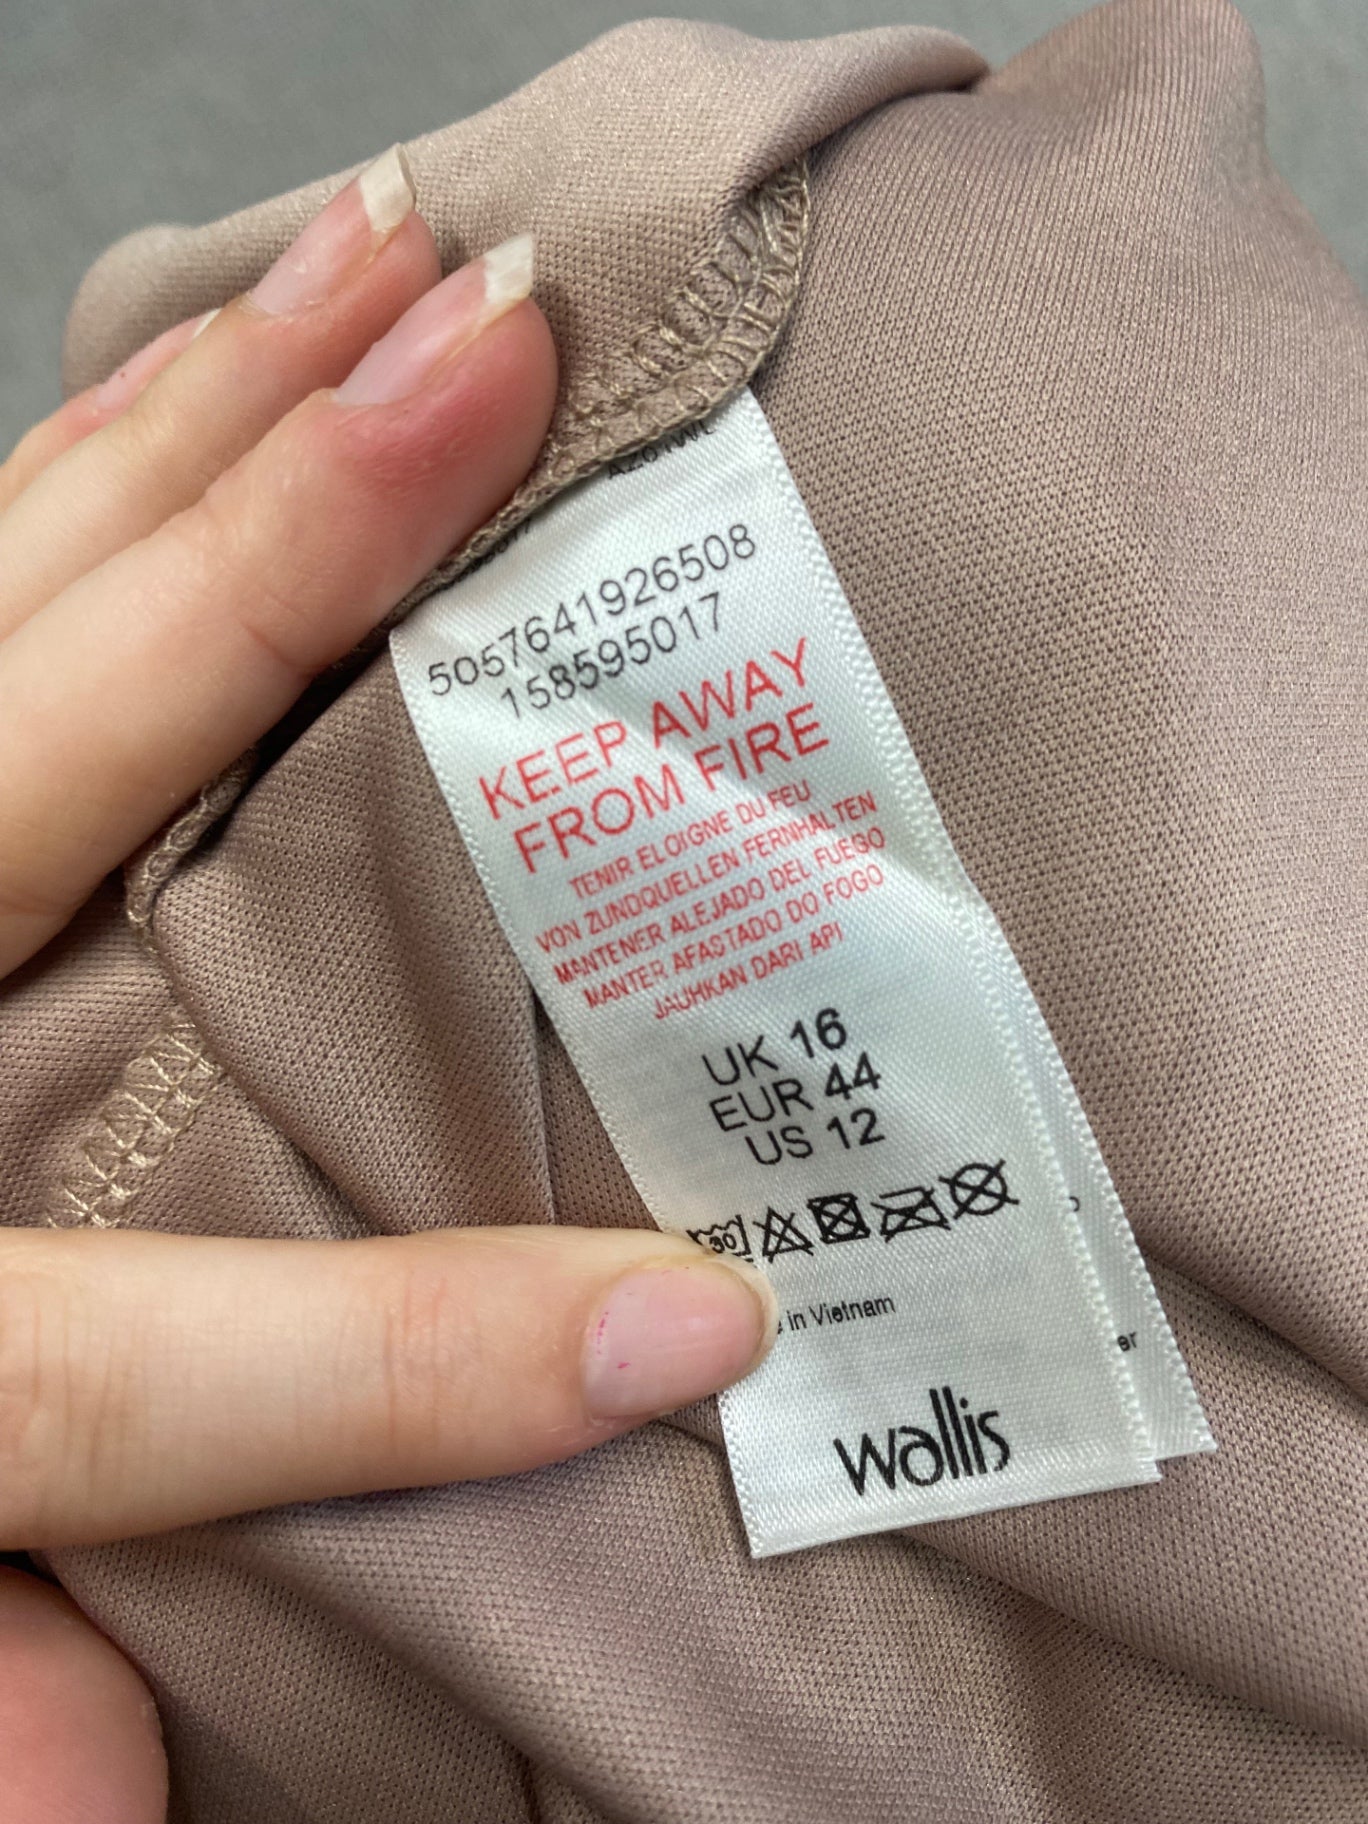 5057641926508
158595017
KEEP AWAY
FROM FIRE
TENIR ELOIGNE DU FEU
VON ZUNDQUELLEN FERNHALTEN
MANTENER ALEJADO DEL FUEGO
MANTER AFASTADO DO FOGO
JAUHKAN DARI API
UK 16
EUR 44
US 12
30
in Vietnam
wallis